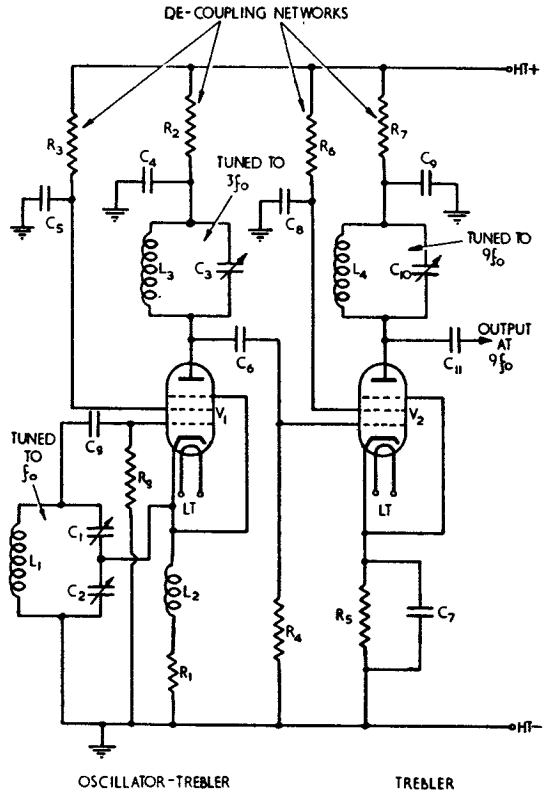 DE-COUPLING NETWORKS
HT+
R3
R2
R6
R7
C4
TUNED TO
3fo
C9
C5
C8
TUNED TO
9fo
L3
C3
L4
C10
C6
OUTPUT
AT
9fo
C11
V1
V2
TUNED
TO
fo
Cg
Rg
LT
LT
C1
L1
C2
L2
R4
R5
C7
R1
HT-
OSCILLATOR-TREBLER
TREBLER